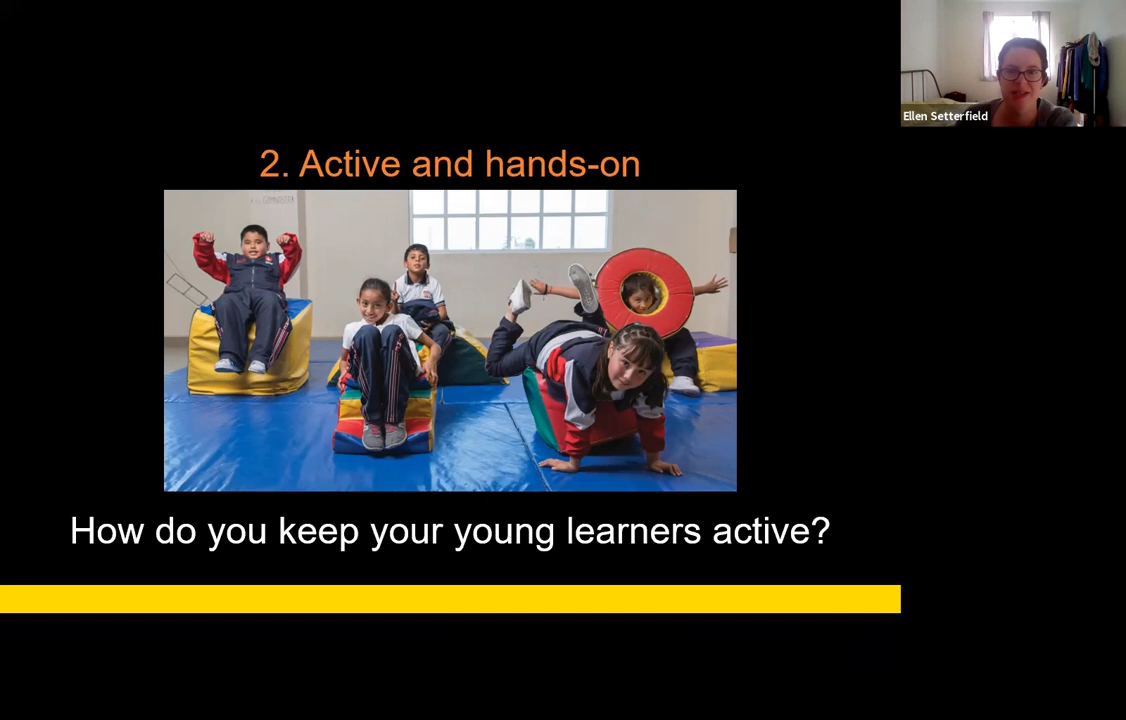 Ellen Setterfield
2. Active and hands-on
How do you keep your young learners active?